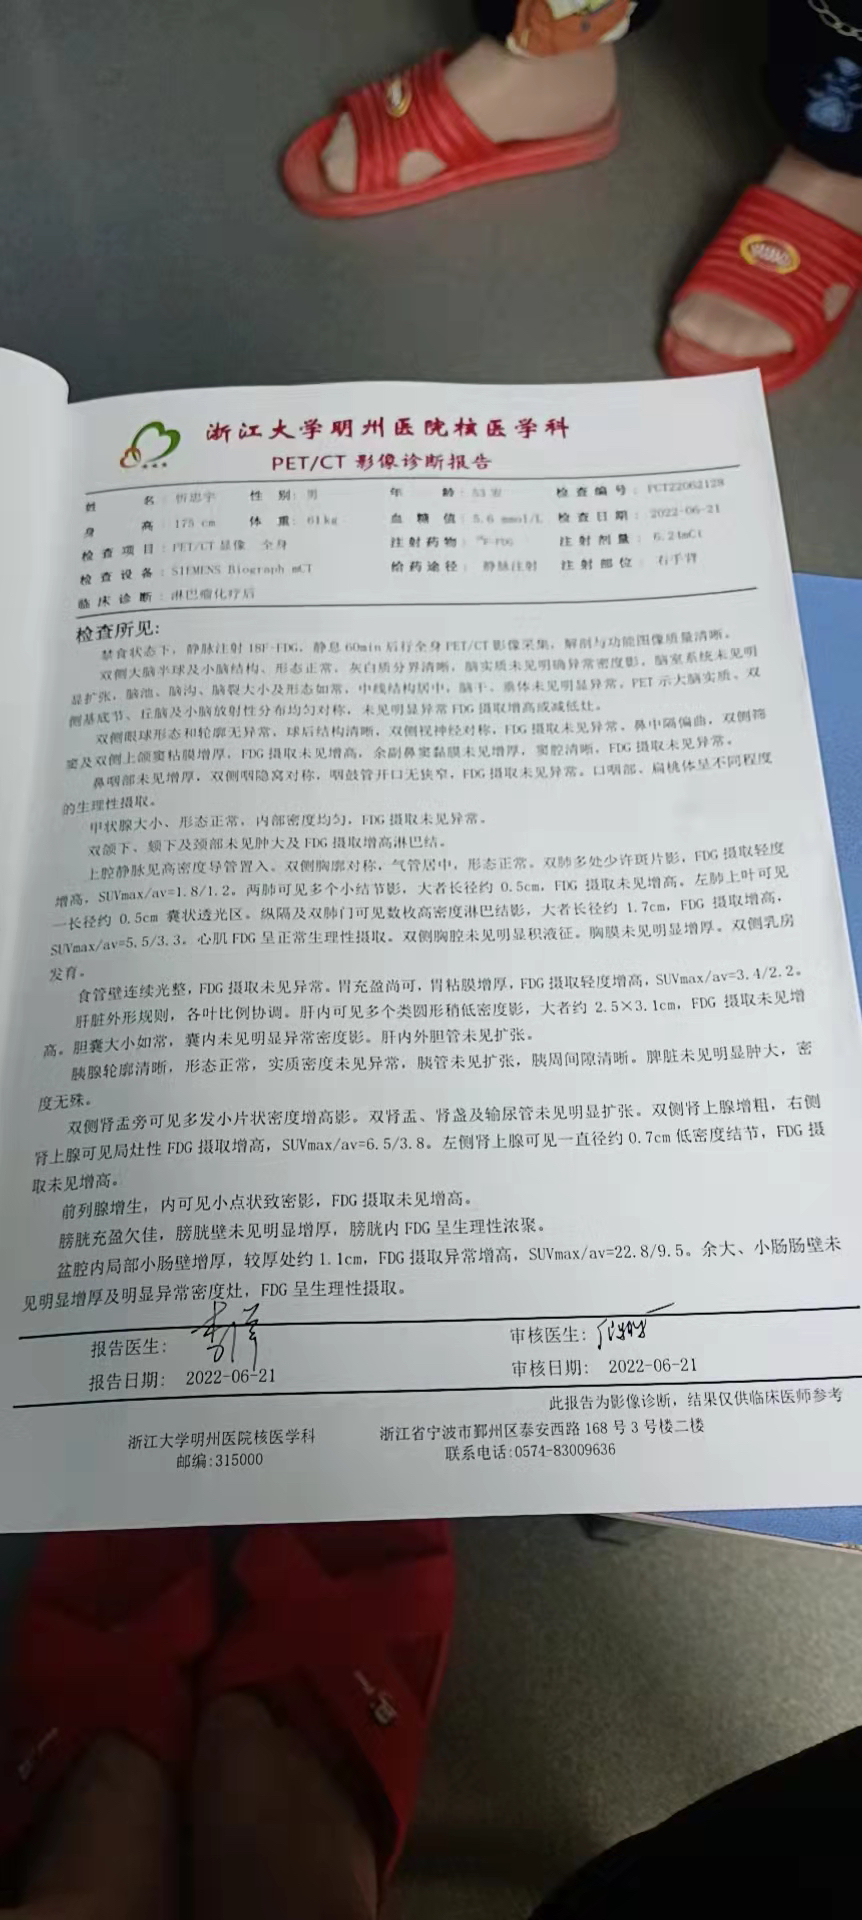 浙江大学明州医院核医学科
PET/CT 影像诊断报告
姓 名: 忠宇 性 别: 男 年 龄: 53 岁 检查编号: PCT22062128
身 高: 175 cm 体 重: 61kg 血糖值: 5.6 mmol/L 检查日期: 2022-06-21
检查项目: PET/CT 显像 全身 注射药物: ¹⁸F-FDG 注射剂量: 6.24mCi
检查设备: SIEMENS Biograph mCT 给药途径: 静脉注射 注射部位: 右手背
临床诊断: 淋巴瘤化疗后
检查所见:
禁食状态下，静脉注射 18F-FDG，静息 60min 后行全身 PET/CT 影像采集，解剖与功能图像质量清晰。
双侧大脑半球及小脑结构、形态正常，灰白质分界清晰，脑实质未见明确异常密度影，脑室系统未见明
显扩张，脑池、脑沟、脑裂大小及形态如常，中线结构居中，脑干、垂体未见明显异常，PET 示大脑实质、双
侧基底节、丘脑及小脑放射性分布均匀对称，未见明显异常 FDG 摄取增高或减低灶。
双侧眼球形态和轮廓无异常，球后结构清晰，双侧视神经对称，FDG 摄取未见异常。鼻中隔偏曲，双侧筛
窦及双侧上颌窦粘膜增厚，FDG 摄取未见增高，余副鼻窦黏膜未见增厚，窦腔清晰，FDG 摄取未见异常。
鼻咽部未见增厚，双侧咽隐窝对称，咽鼓管开口无狭窄，FDG 摄取未见异常。口咽部、扁桃体呈不同程度
的生理性摄取。
甲状腺大小、形态正常，内部密度均匀，FDG 摄取未见异常。
双颌下、颏下及颈部未见肿大及 FDG 摄取增高淋巴结。
上腔静脉见高密度导管置入。双侧胸廓对称，气管居中，形态正常。双肺多处少许斑片影，FDG 摄取轻度
增高，SUVmax/av=1.8/1.2。两肺可见多个小结节影，大者长径约 0.5cm，FDG 摄取未见增高。左肺上叶可见
一长径约 0.5cm 囊状透光区。纵隔及双肺门可见数枚高密度淋巴结影，大者长径约 1.7cm，FDG 摄取增高，
SUVmax/av=5.5/3.3。心肌 FDG 呈正常生理性摄取。双侧胸腔未见明显积液征。胸膜未见明显增厚。双侧乳房
发育。
食管壁连续光整，FDG 摄取未见异常。胃充盈尚可，胃粘膜增厚，FDG 摄取轻度增高，SUVmax/av=3.4/2.2。
肝脏外形规则，各叶比例协调。肝内可见多个类圆形稍低密度影，大者约 2.5×3.1cm，FDG 摄取未见增
高。胆囊大小如常，囊内未见明显异常密度影。肝内外胆管未见扩张。
胰腺轮廓清晰，形态正常，实质密度未见异常，胰管未见扩张，胰周间隙清晰。脾脏未见明显肿大，密
度无殊。
双侧肾盂旁可见多发小片状密度增高影。双肾盂、肾盏及输尿管未见明显扩张。双侧肾上腺增粗，右侧
肾上腺可见局灶性 FDG 摄取增高，SUVmax/av=6.5/3.8。左侧肾上腺可见一直径约 0.7cm 低密度结节，FDG 摄
取未见增高。
前列腺增生，内可见小点状致密影，FDG 摄取未见增高。
膀胱充盈欠佳，膀胱壁未见明显增厚，膀胱内 FDG 呈生理性浓聚。
盆腔内局部小肠壁增厚，较厚处约 1.1cm，FDG 摄取异常增高，SUVmax/av=22.8/9.5。余大、小肠肠壁未
见明显增厚及明显异常密度灶，FDG 呈生理性摄取。
报告医生: 审核医生:
报告日期: 2022-06-21 审核日期: 2022-06-21
此报告为影像诊断，结果仅供临床医师参考
浙江大学明州医院核医学科 浙江省宁波市鄞州区泰安西路 168 号 3 号楼二楼
邮编:315000 联系电话:0574-83009636